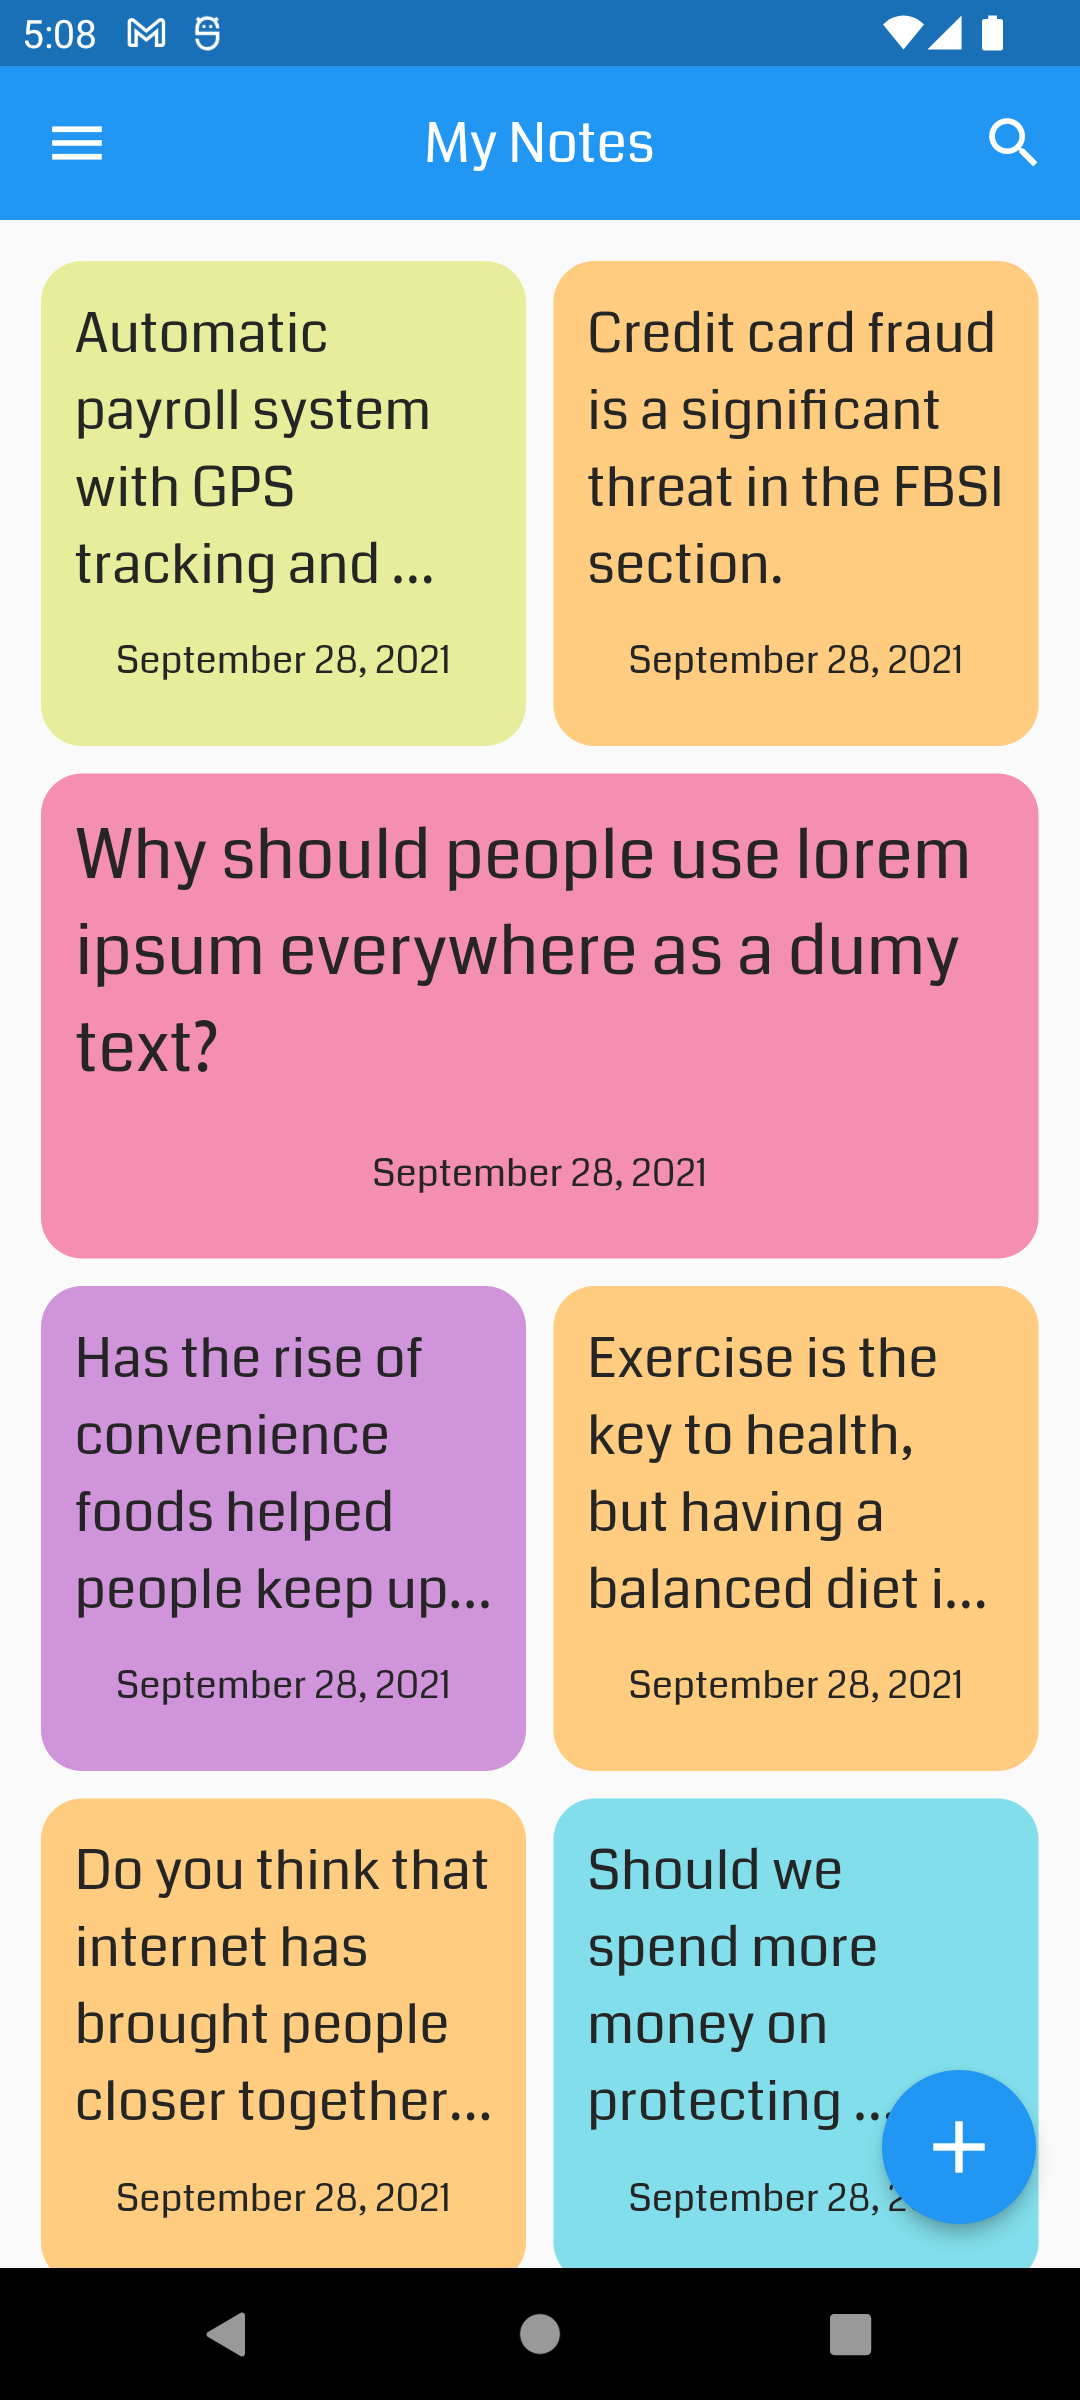 5:08
My Notes
Automatic
payroll system
with GPS
tracking and ...
September 28, 2021
Credit card fraud
is a significant
threat in the FBSI
section.
September 28, 2021
Why should people use lorem
ipsum everywhere as a dumy
text?
September 28, 2021
Has the rise of
convenience
foods helped
people keep up...
September 28, 2021
Exercise is the
key to health,
but having a
balanced diet i...
September 28, 2021
Do you think that
internet has
brought people
closer together...
September 28, 2021
Should we
spend more
money on
protecting ...
September 28,